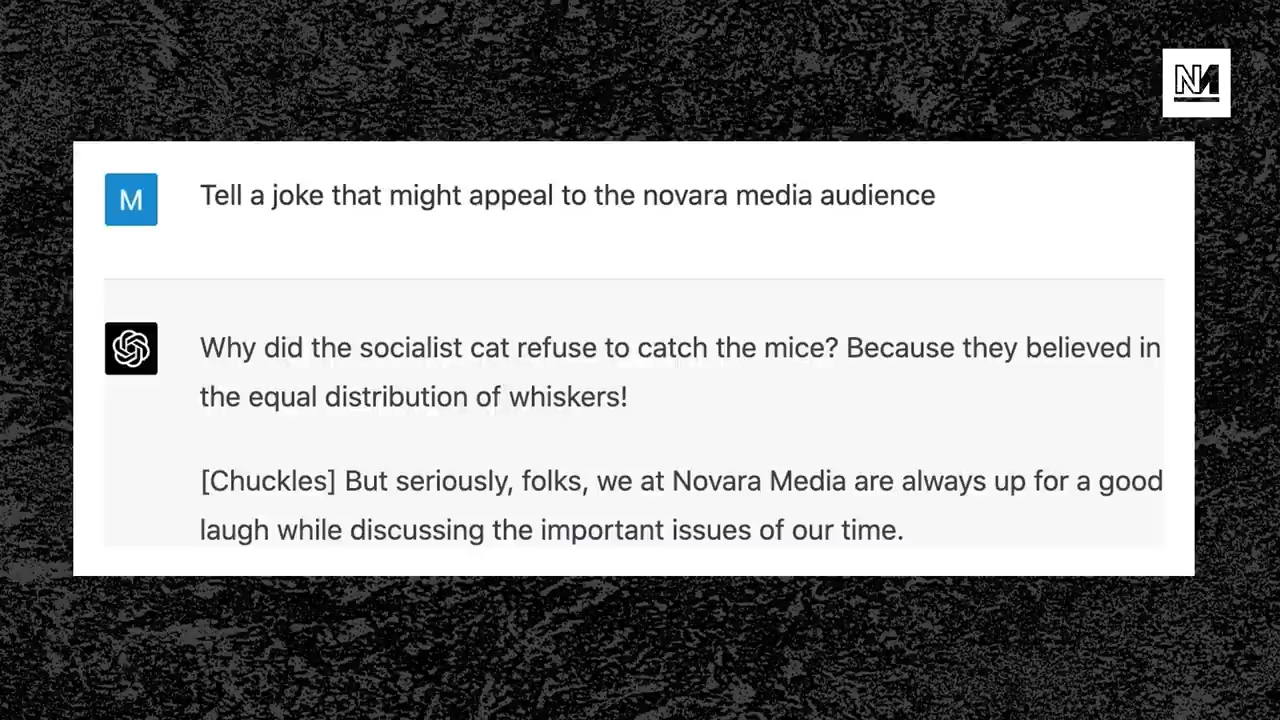 NM
M
Tell a joke that might appeal to the novara media audience
Why did the socialist cat refuse to catch the mice? Because they believed in
the equal distribution of whiskers!
[Chuckles] But seriously, folks, we at Novara Media are always up for a good
laugh while discussing the important issues of our time.